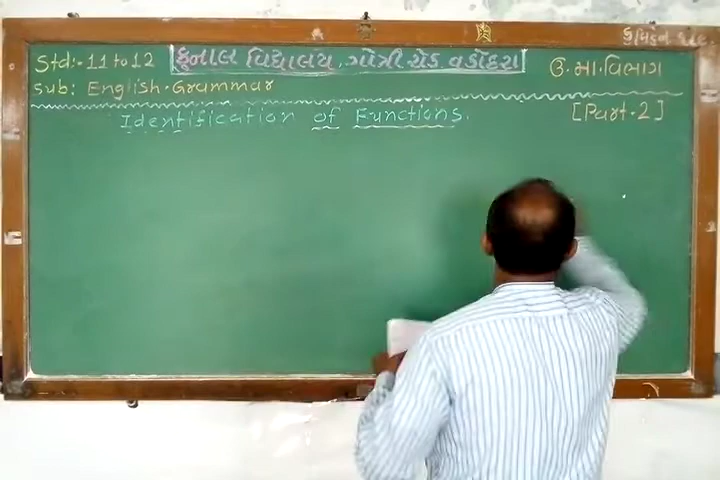 Std:- 11 to 12
કુનાલ વિદ્યાલય, ગોત્રી રોડ વડોદરા
ઉ.મા.વિભાગ
Sub: English.Grammar
Identification of Functions.
[Part-2]